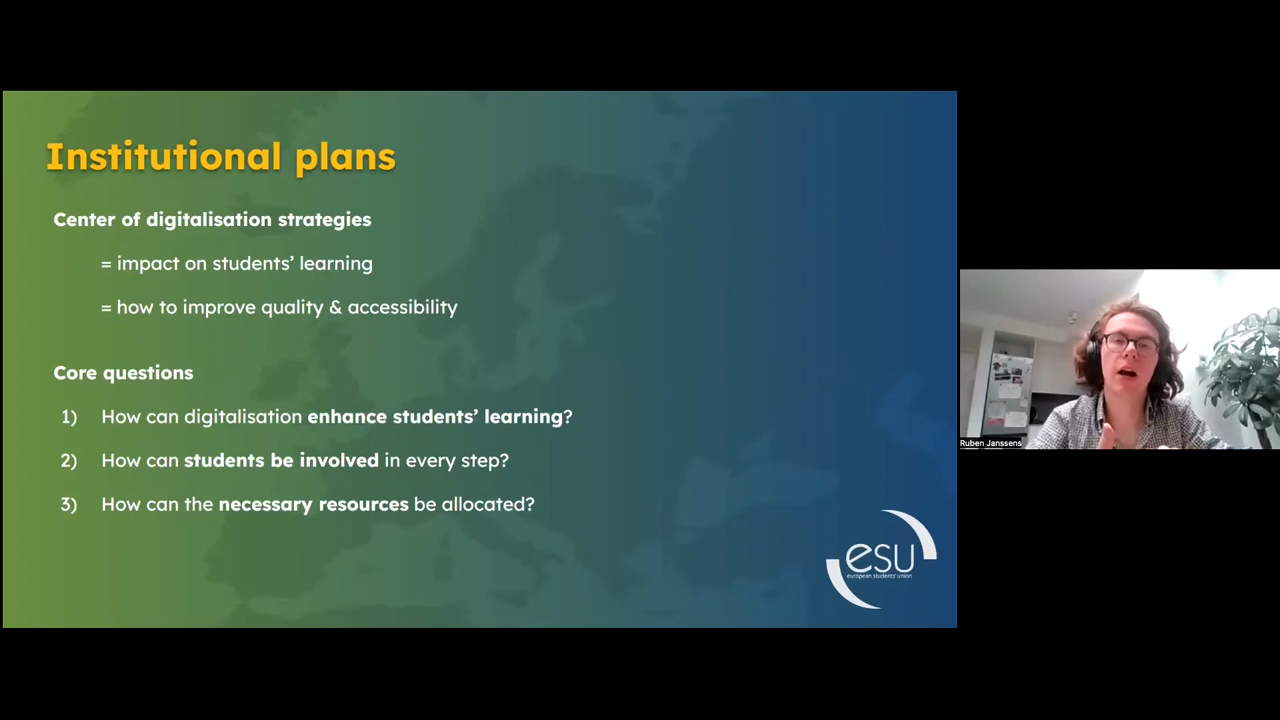 Institutional plans
Center of digitalisation strategies
= impact on students’ learning
= how to improve quality & accessibility
Core questions
1) How can digitalisation enhance students’ learning?
2) How can students be involved in every step?
3) How can the necessary resources be allocated?
esu
european students' union
Ruben Janssens